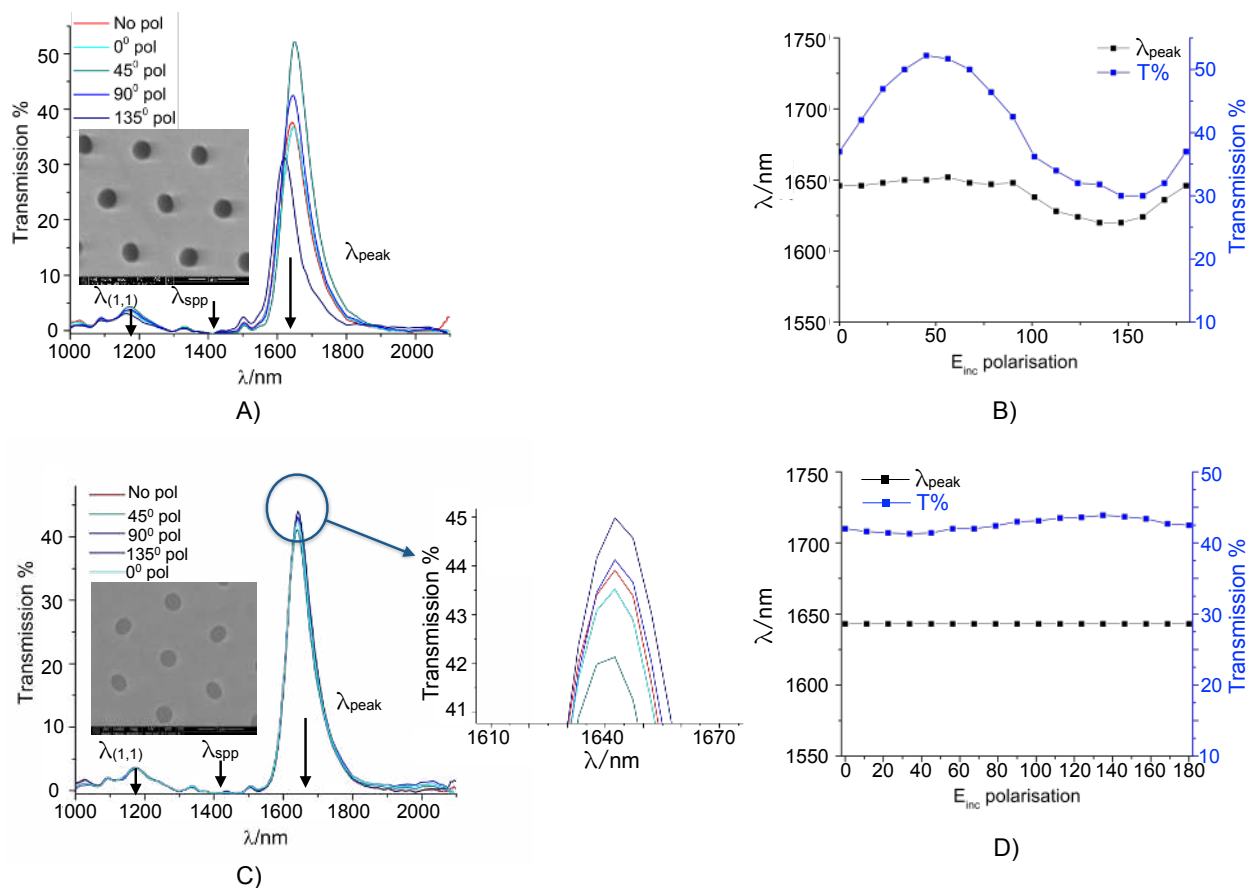 No pol
0⁰ pol
45⁰ pol
90⁰ pol
135⁰ pol
50
40
30
20
10
0
Transmission %
λ(1,1)
λspp
λpeak
1000 1200 1400 1600 1800 2000
λ/nm
A)
λpeak
T%
1750
1700
1650
1600
1550
λ/nm
50
40
30
20
10
Transmission %
0 50 100 150
Einc polarisation
B)
No pol
45⁰ pol
90⁰ pol
135⁰ pol
0⁰ pol
40
30
20
10
0
Transmission %
λ(1,1)
λspp
λpeak
1000 1200 1400 1600 1800 2000
λ/nm
C)
45
44
43
42
41
Transmission %
1610 1640 1670
λ/nm
λpeak
T%
1750
1700
1650
1600
1550
λ/nm
50
40
30
20
10
Transmission %
0 20 40 60 80 100 120 140 160 180
Einc polarisation
D)